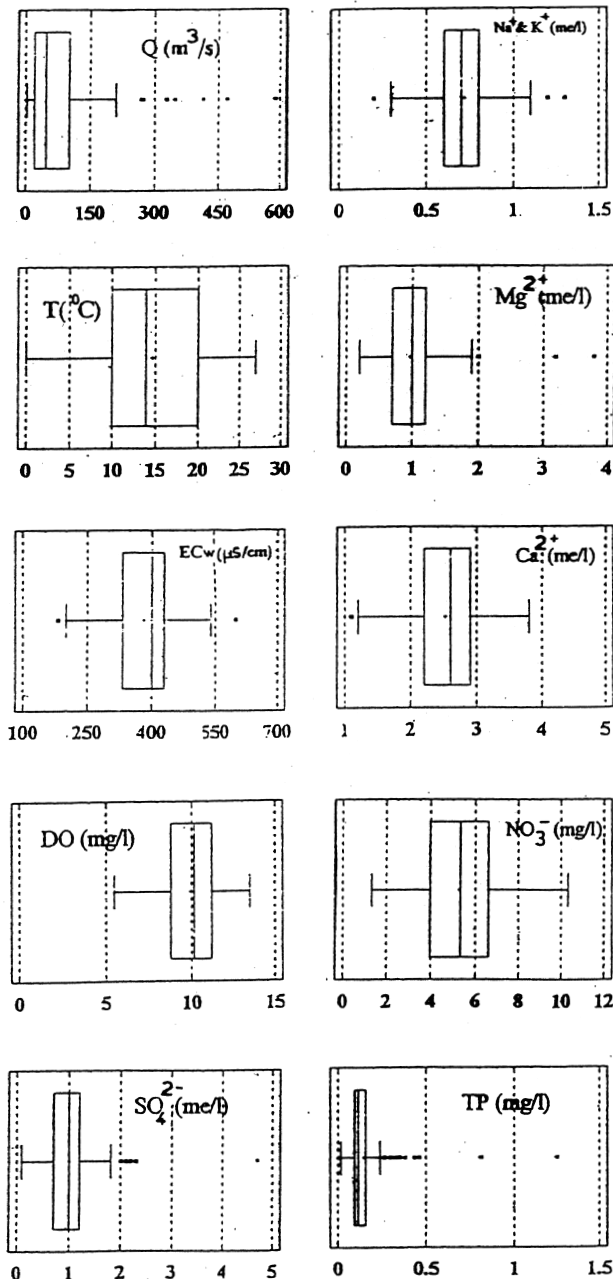 Q (m³/s)
0 150 300 450 600
Na⁺& K⁺ (me/l)
0 0.5 1 1.5
T(⁰C)
0 5 10 15 20 25 30
Mg²⁺(me/l)
0 1 2 3 4
ECw(µS/cm)
100 250 400 550 700
Ca²⁺(me/l)
1 2 3 4 5
DO (mg/l)
0 5 10 15
NO₃⁻(mg/l)
0 2 4 6 8 10 12
SO₄²⁻(me/l)
0 1 2 3 4 5
TP (mg/l)
0 0.5 1 1.5